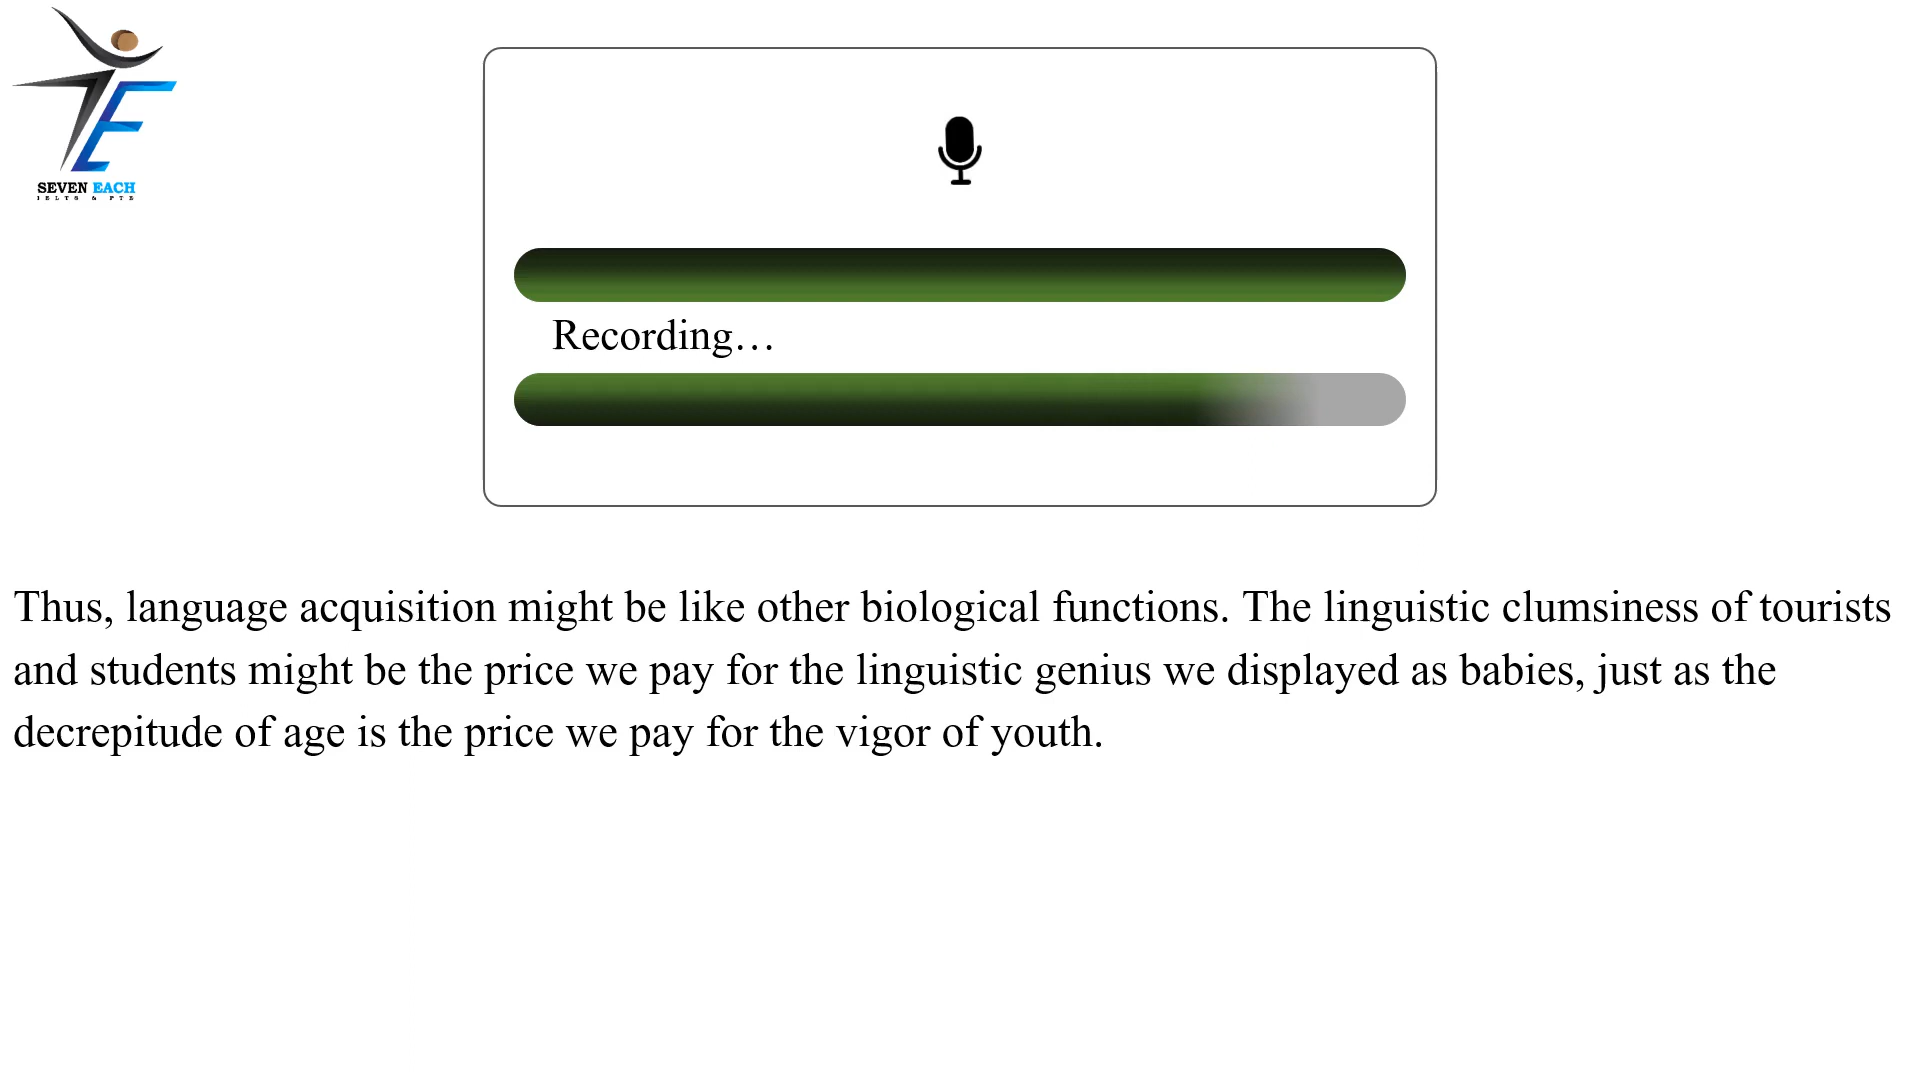 SEVEN EACH
IELTS & PTE
Recording…
Thus, language acquisition might be like other biological functions. The linguistic clumsiness of tourists
and students might be the price we pay for the linguistic genius we displayed as babies, just as the
decrepitude of age is the price we pay for the vigor of youth.